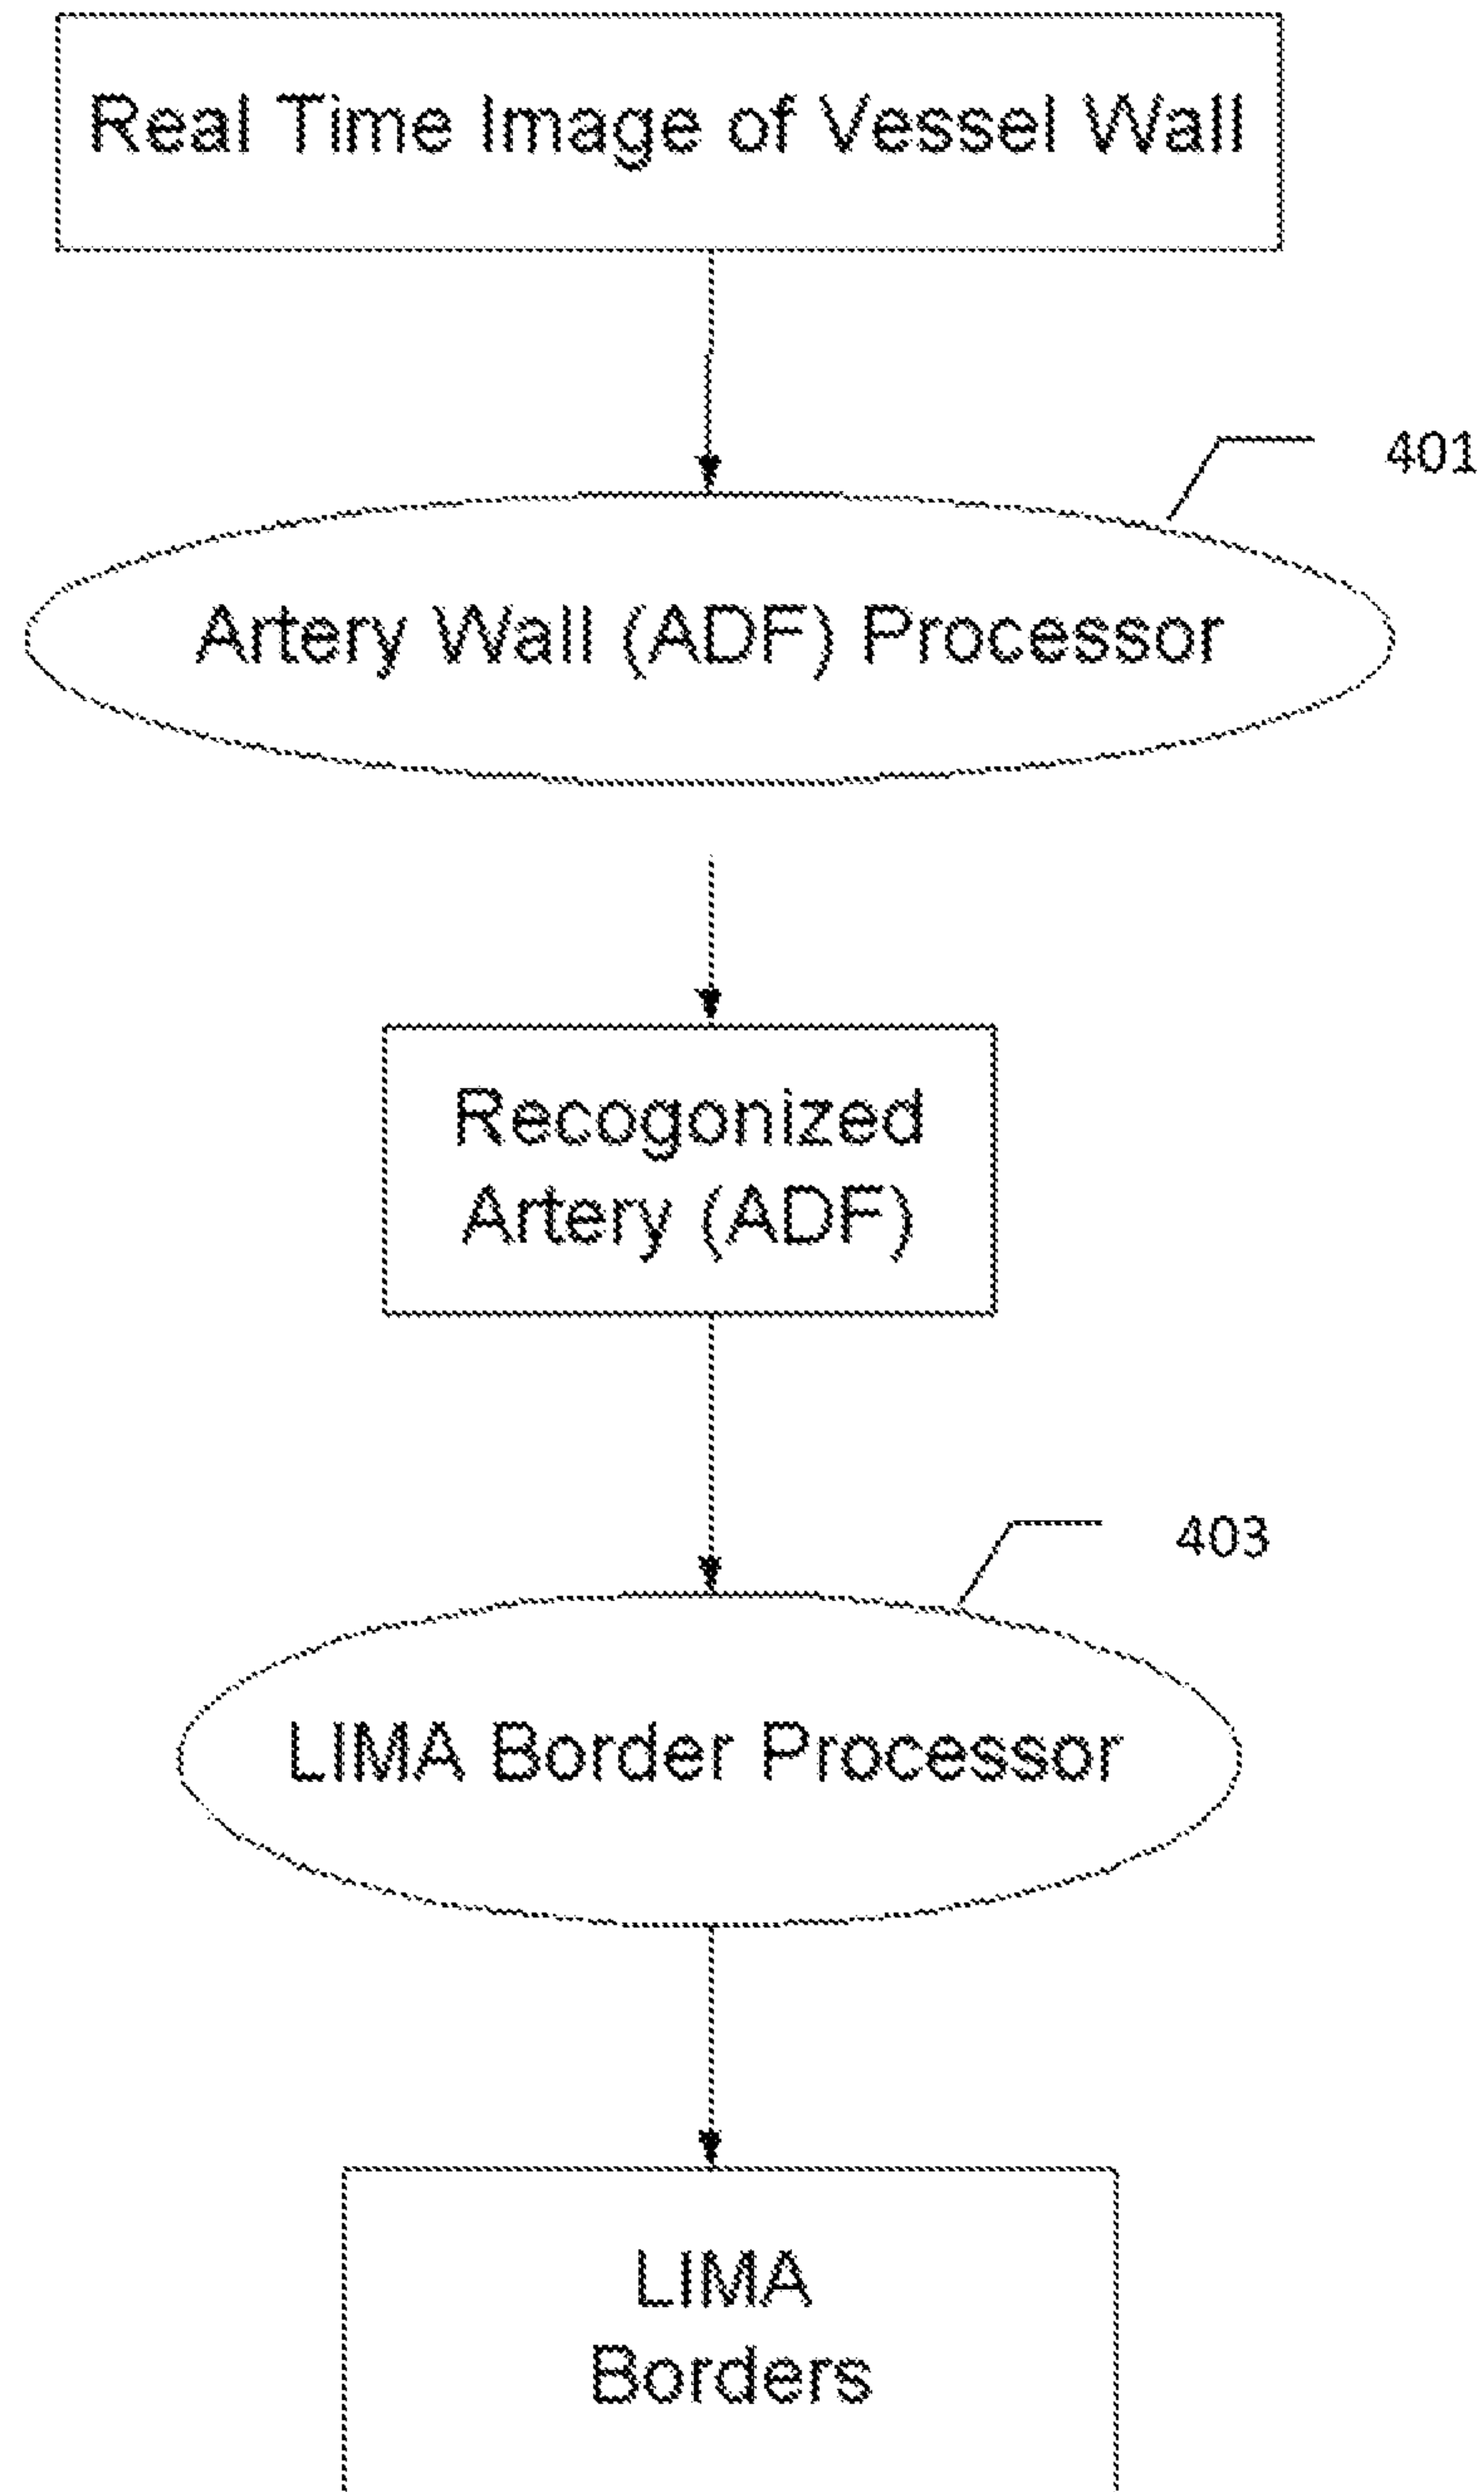 Real Time Image of Vessel Wall
401
Artery Wall (ADF) Processor
Recogonized
Artery (ADF)
403
LIMA Border Processor
LIMA
Borders